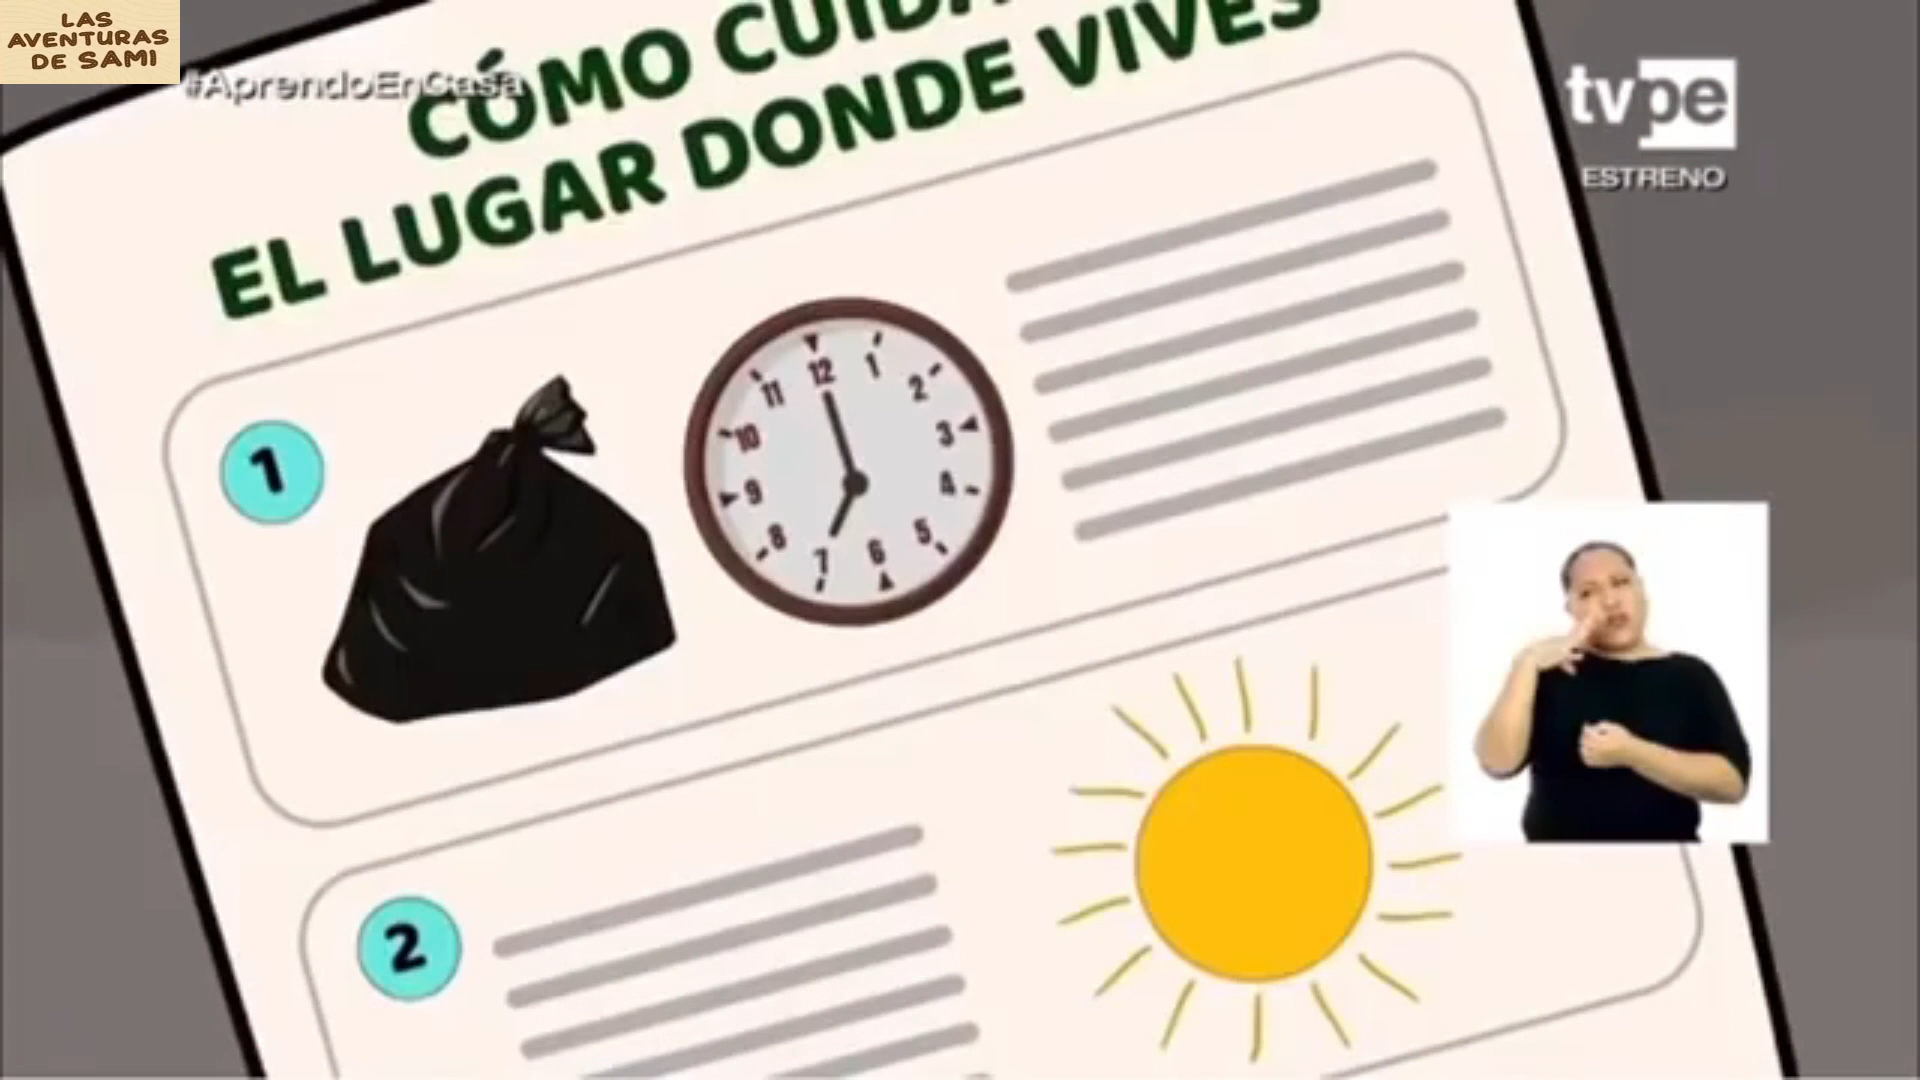 LAS
AVENTURAS
DE SAMI
#AprendoEnCasa
tvpe
ESTRENO
CÓMO
EL LUGAR DONDE VIVES
1
12
1
2
3
4
5
6
7
8
9
10
11
2